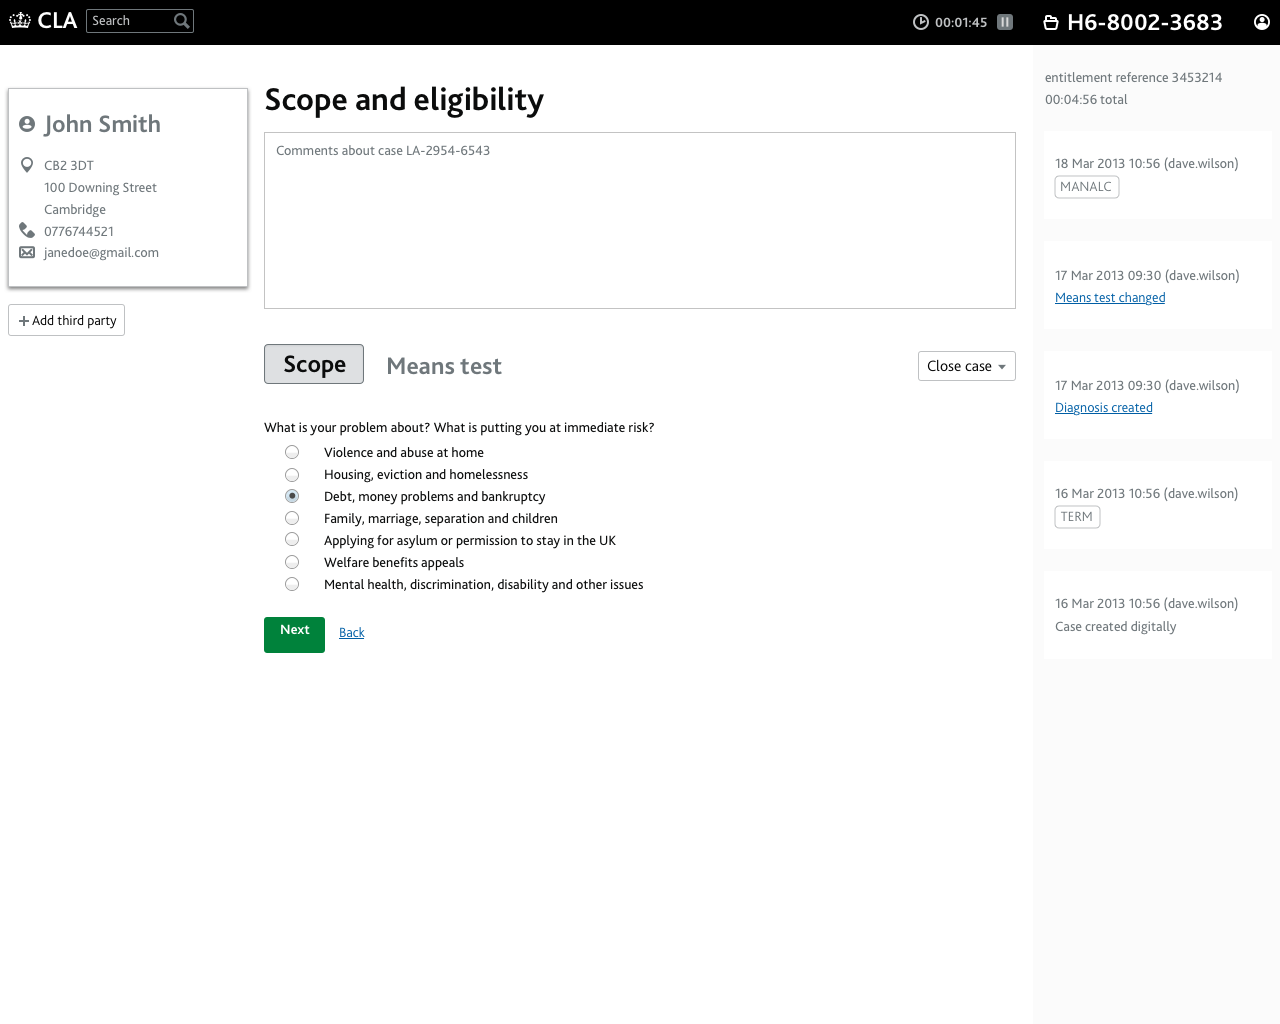 CLA
Search
00:01:45
H6-8002-3683
John Smith
CB2 3DT
100 Downing Street
Cambridge
0776744521
janedoe@gmail.com
Add third party
Scope and eligibility
Comments about case LA-2954-6543
Scope
Means test
Close case
What is your problem about? What is putting you at immediate risk?
Violence and abuse at home
Housing, eviction and homelessness
Debt, money problems and bankruptcy
Family, marriage, separation and children
Applying for asylum or permission to stay in the UK
Welfare benefits appeals
Mental health, discrimination, disability and other issues
Next
Back
entitlement reference 3453214
00:04:56 total
18 Mar 2013 10:56 (dave.wilson)
MANALC
17 Mar 2013 09:30 (dave.wilson)
Means test changed
17 Mar 2013 09:30 (dave.wilson)
Diagnosis created
16 Mar 2013 10:56 (dave.wilson)
TERM
16 Mar 2013 10:56 (dave.wilson)
Case created digitally